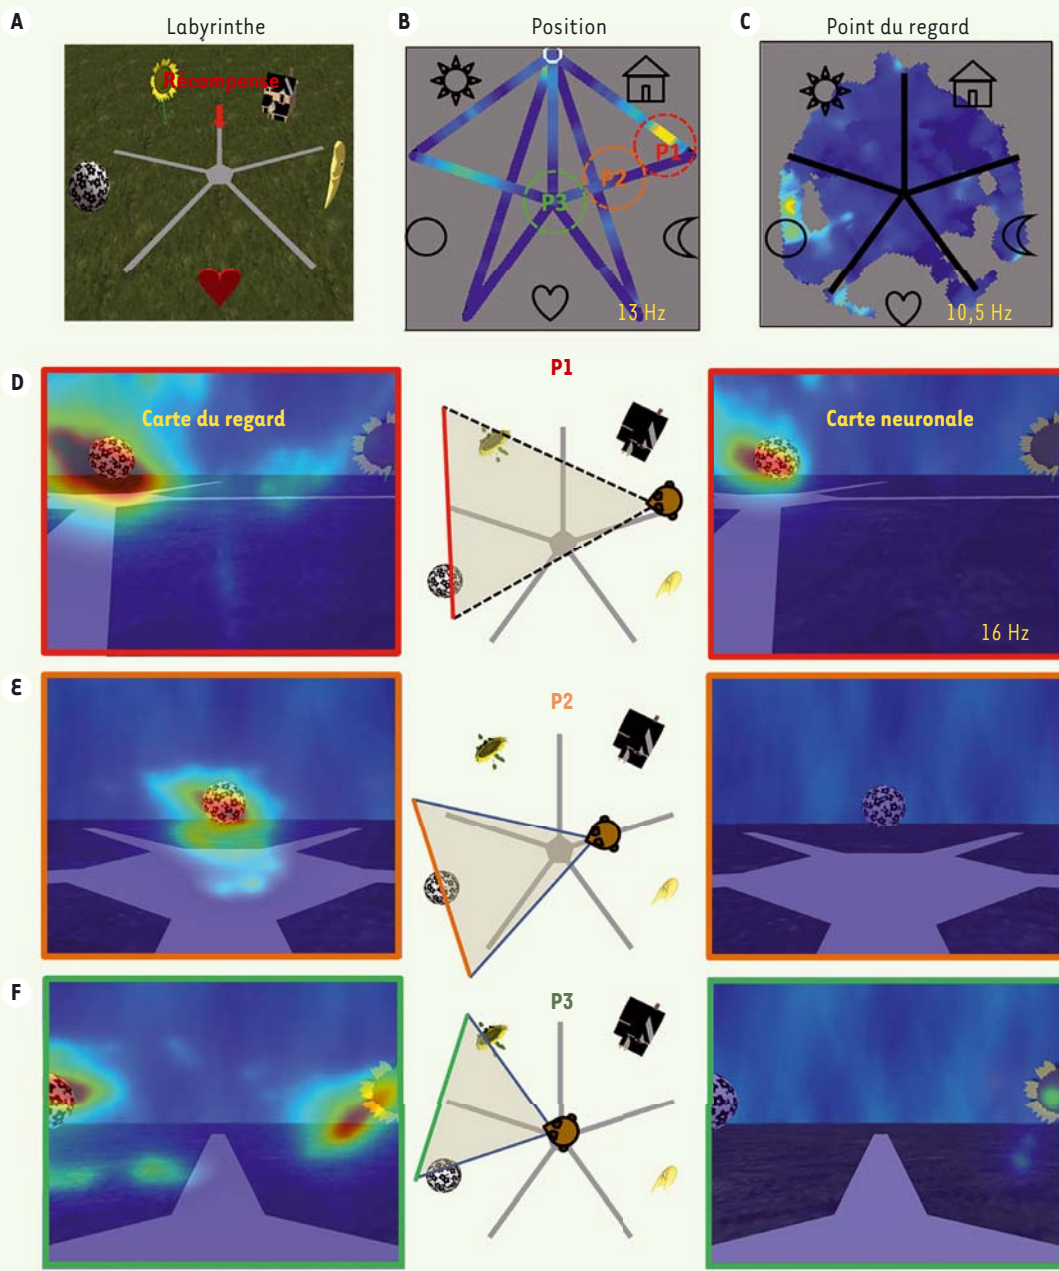 A
Labyrinthe
B
Position
C
Point du regard
Récompense
P1
P2
P3
13 Hz
10,5 Hz
D
Carte du regard
P1
Carte neuronale
16 Hz
E
P2
F
P3